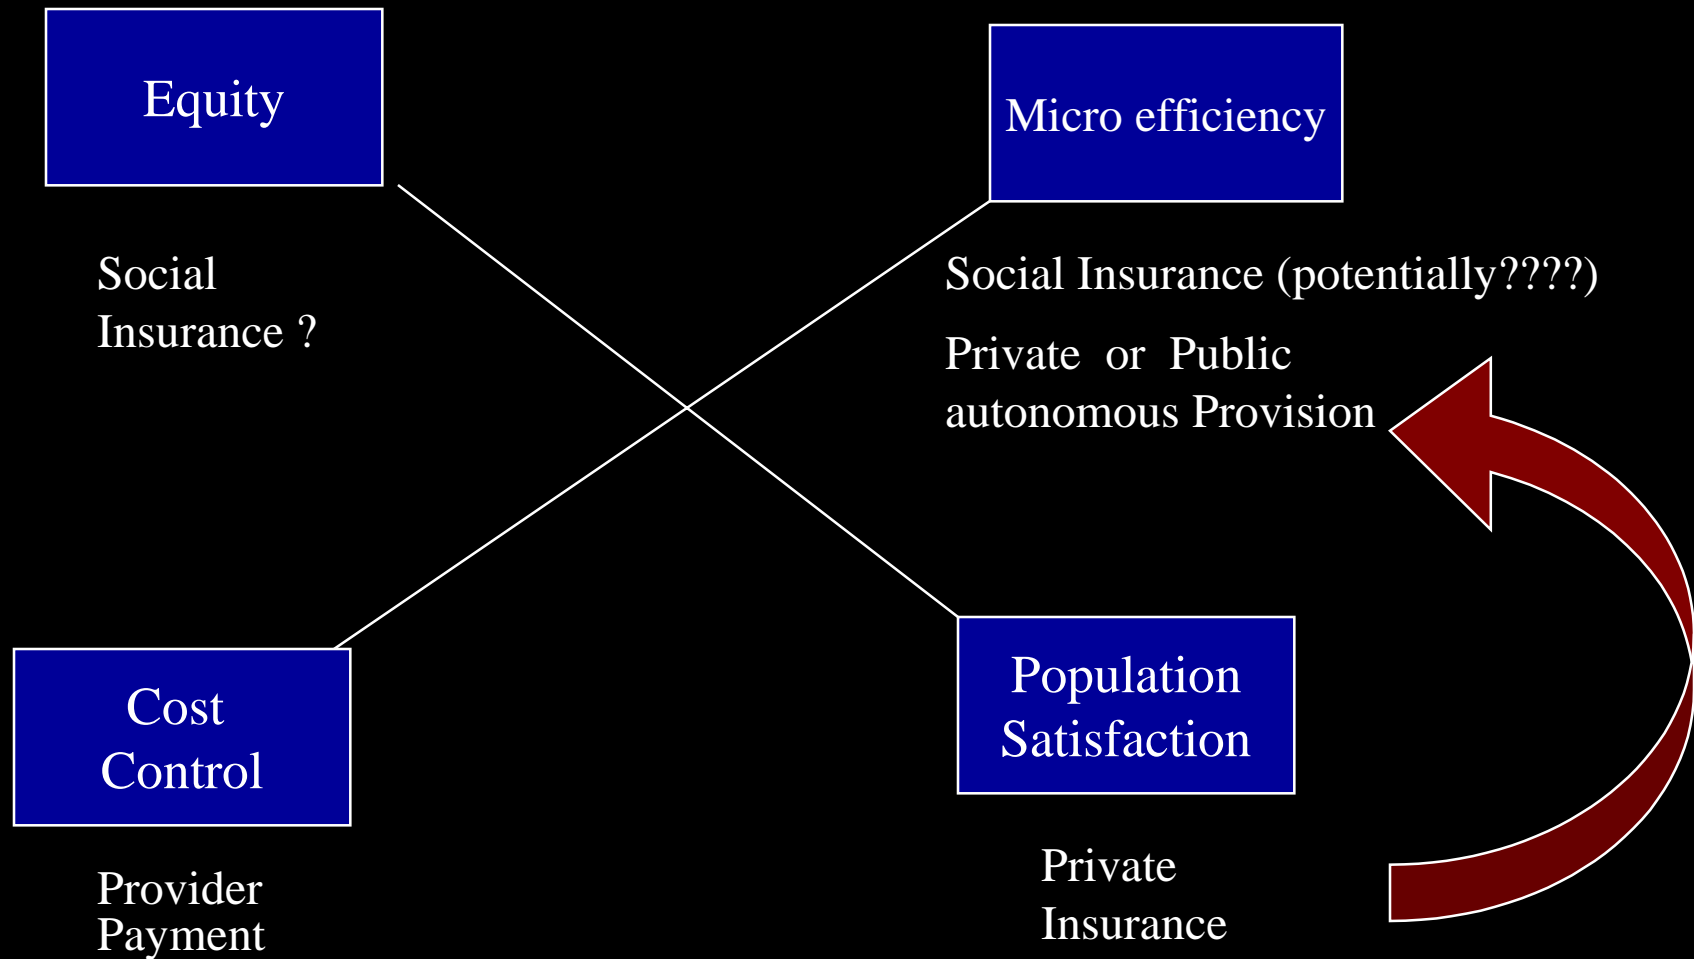 Equity
Social
Insurance ?
Micro efficiency
Social Insurance (potentially????)
Private or Public
autonomous Provision
Cost
Control
Provider
Payment
Population
Satisfaction
Private
Insurance